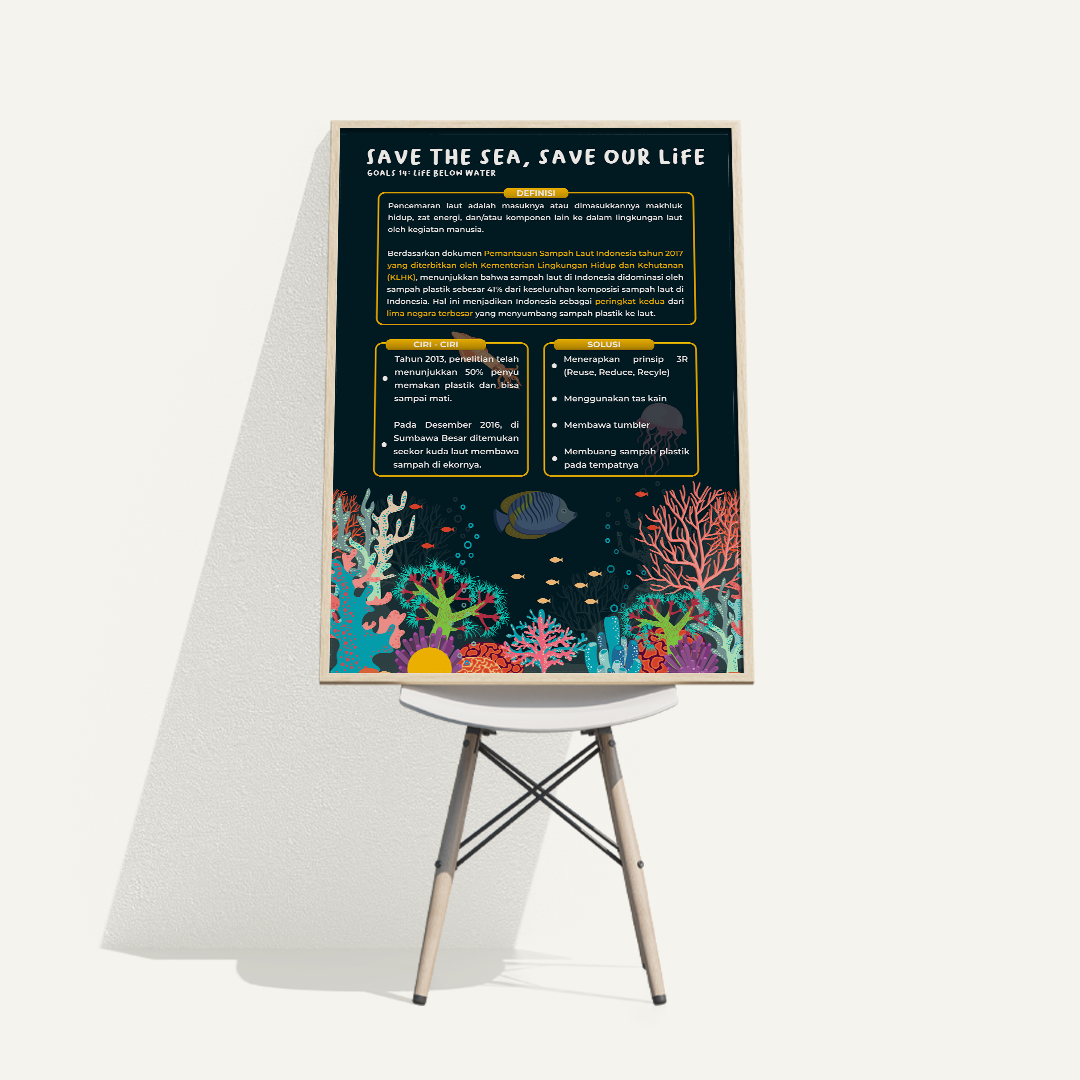 SAVE THE SEA, SAVE OUR LiFE
GOALS 14: LiFE BELOW WATER
DEFINISI
Pencemaran laut adalah masuknya atau dimasukkannya makhluk
hidup, zat energi, dan/atau komponen lain ke dalam lingkungan laut
oleh kegiatan manusia.
Berdasarkan dokumen Pemantauan Sampah Laut Indonesia tahun 2017
yang diterbitkan oleh Kementerian Lingkungan Hidup dan Kehutanan
(KLHK), menunjukkan bahwa sampah laut di Indonesia didominasi oleh
sampah plastik sebesar 41% dari keseluruhan komposisi sampah laut di
Indonesia. Hal ini menjadikan Indonesia sebagai peringkat kedua dari
lima negara terbesar yang menyumbang sampah plastik ke laut.
CIRI - CIRI
Tahun 2013, penelitian telah
menunjukkan 50% penyu
memakan plastik dan bisa
sampai mati.
Pada Desember 2016, di
Sumbawa Besar ditemukan
seekor kuda laut membawa
sampah di ekornya.
SOLUSI
Menerapkan prinsip 3R
(Reuse, Reduce, Recyle)
Menggunakan tas kain
Membawa tumbler
Membuang sampah plastik
pada tempatnya